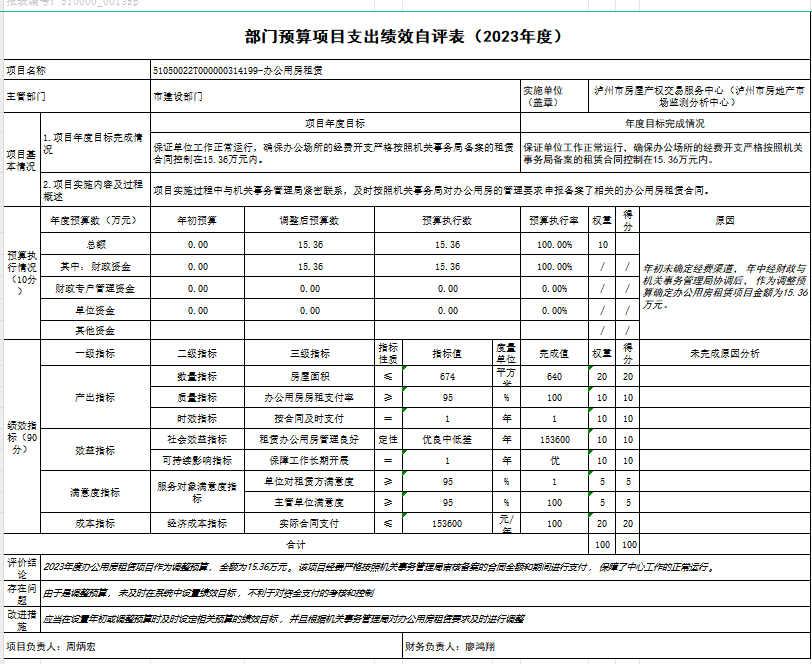 报表编号：510000_0013zp
部门预算项目支出绩效自评表（2023年度）
项目名称 51050022T000000314199-办公用房租赁
主管部门 市建设部门 实施单位（盖章） 泸州市房屋产权交易服务中心（泸州市房地产市场监测分析中心）
项目基本情况 1.项目年度目标完成情况 项目年度目标 年度目标完成情况
保证单位工作正常运行，确保办公场所的经费开支严格按照机关事务局备案的租赁合同控制在15.36万元内。 保证单位工作正常运行，确保办公场所的经费开支严格按照机关事务局备案的租赁合同控制在15.36万元内。
2.项目实施内容及过程概述 项目实施过程中与机关事务管理局紧密联系，及时按照机关事务局对办公用房的管理要求申报备案了相关的办公用房租赁合同。
预算执行情况（10分） 年度预算数（万元） 年初预算 调整后预算数 预算执行数 预算执行率 权重 得分 原因
总额 0.00 15.36 15.36 100.00% 10
其中：财政资金 0.00 15.36 15.36 100.00% / /
财政专户管理资金 0.00 0.00 0.00 0.00% / /
单位资金 0.00 0.00 0.00 0.00% / /
其他资金 / /
年初未确定经费渠道，年中经财政与机关事务管理局协调后，作为调整预算确定办公用房租赁项目金额为15.36万元。
绩效指标（90分） 一级指标 二级指标 三级指标 指标性质 指标值 度量单位 完成值 权重 得分 未完成原因分析
产出指标 数量指标 房屋面积 ≤ 674 平方米 640 20 20
质量指标 办公用房房租支付率 ≥ 95 % 100 10 10
时效指标 按合同及时支付 ＝ 1 年 1 10 10
效益指标 社会效益指标 租赁办公用房管理良好 定性 优良中低差 年 153600 10 10
可持续影响指标 保障工作长期开展 ＝ 1 年 优 10 10
满意度指标 服务对象满意度指标 单位对租赁方满意度 ≥ 95 % 1 5 5
主管单位满意度 ≥ 95 % 100 5 5
成本指标 经济成本指标 实际合同支付 ≤ 153600 元/年 100 20 20
合计 100 100
评价结论 2023年度办公用房租赁项目作为调整预算，金额为15.36万元。该项目经费严格按照机关事务管理局审核备案的合同金额和期间进行支付，保障了中心工作的正常运行。
存在问题 由于是调整预算，未及时在系统中设置绩效目标，不利于对资金支付的考核和控制
改进措施 应当在设置年初或调整预算时及时设定相关预算的绩效目标，并且根据机关事务管理局对办公用房租赁要求及时进行调整
项目负责人：周炳宏 财务负责人：廖鸿翔